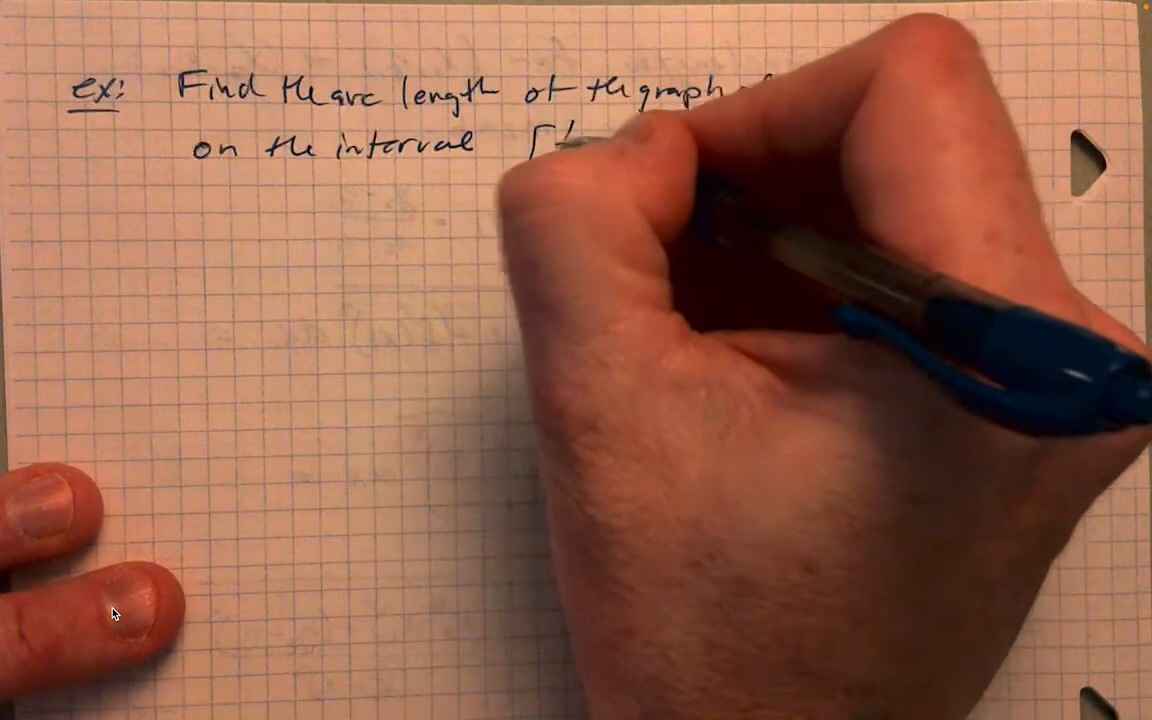 ex: Find the arc length of the graph
on the interval [